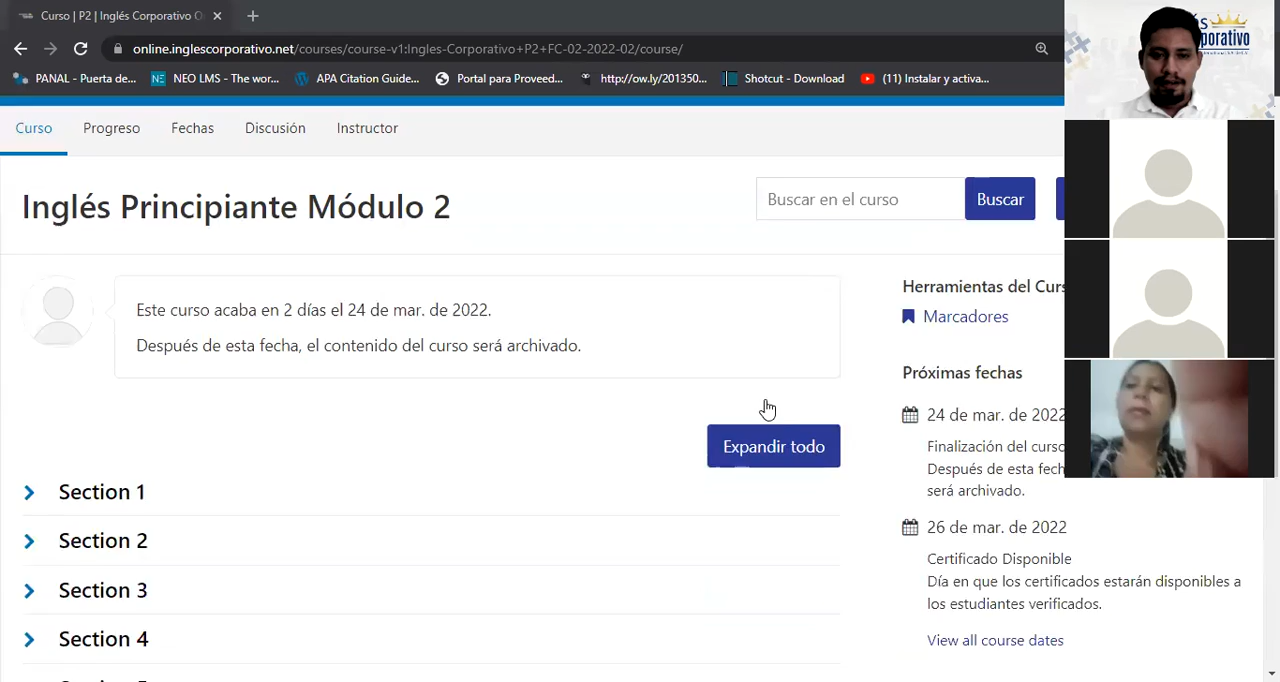 Curso | P2 | Inglés Corporativo O
online.inglescorporativo.net/courses/course-v1:Ingles-Corporativo+P2+FC-02-2022-02/course/
PANAL - Puerta de...
NE
NEO LMS - The wor...
APA Citation Guide...
Portal para Proveed...
http://ow.ly/201350...
Shotcut - Download
(11) Instalar y activa...
Curso
Progreso
Fechas
Discusión
Instructor
Inglés Principiante Módulo 2
Buscar en el curso
Buscar
Este curso acaba en 2 días el 24 de mar. de 2022.
Después de esta fecha, el contenido del curso será archivado.
Expandir todo
Section 1
Section 2
Section 3
Section 4
Herramientas del Curs
Marcadores
Próximas fechas
24 de mar. de 2022
Finalización del curso
Después de esta fech
será archivado.
26 de mar. de 2022
Certificado Disponible
Día en que los certificados estarán disponibles a
los estudiantes verificados.
View all course dates